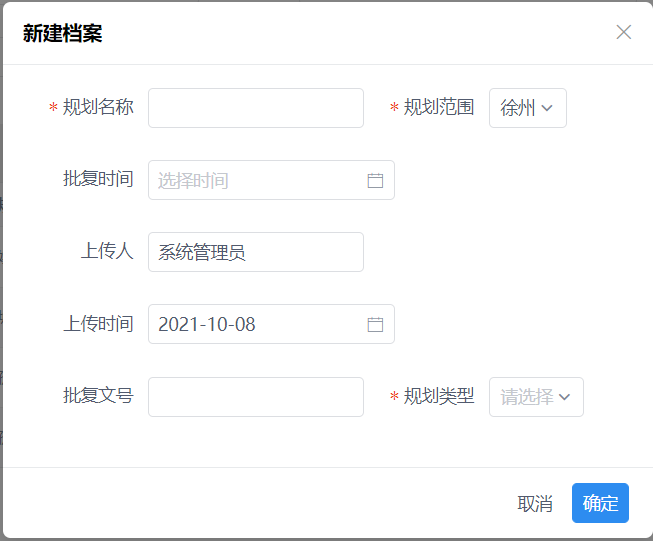 新建档案
* 规划名称 * 规划范围 徐州
批复时间 选择时间
上传人 系统管理员
上传时间 2021-10-08
批复文号 * 规划类型 请选择
取消 确定